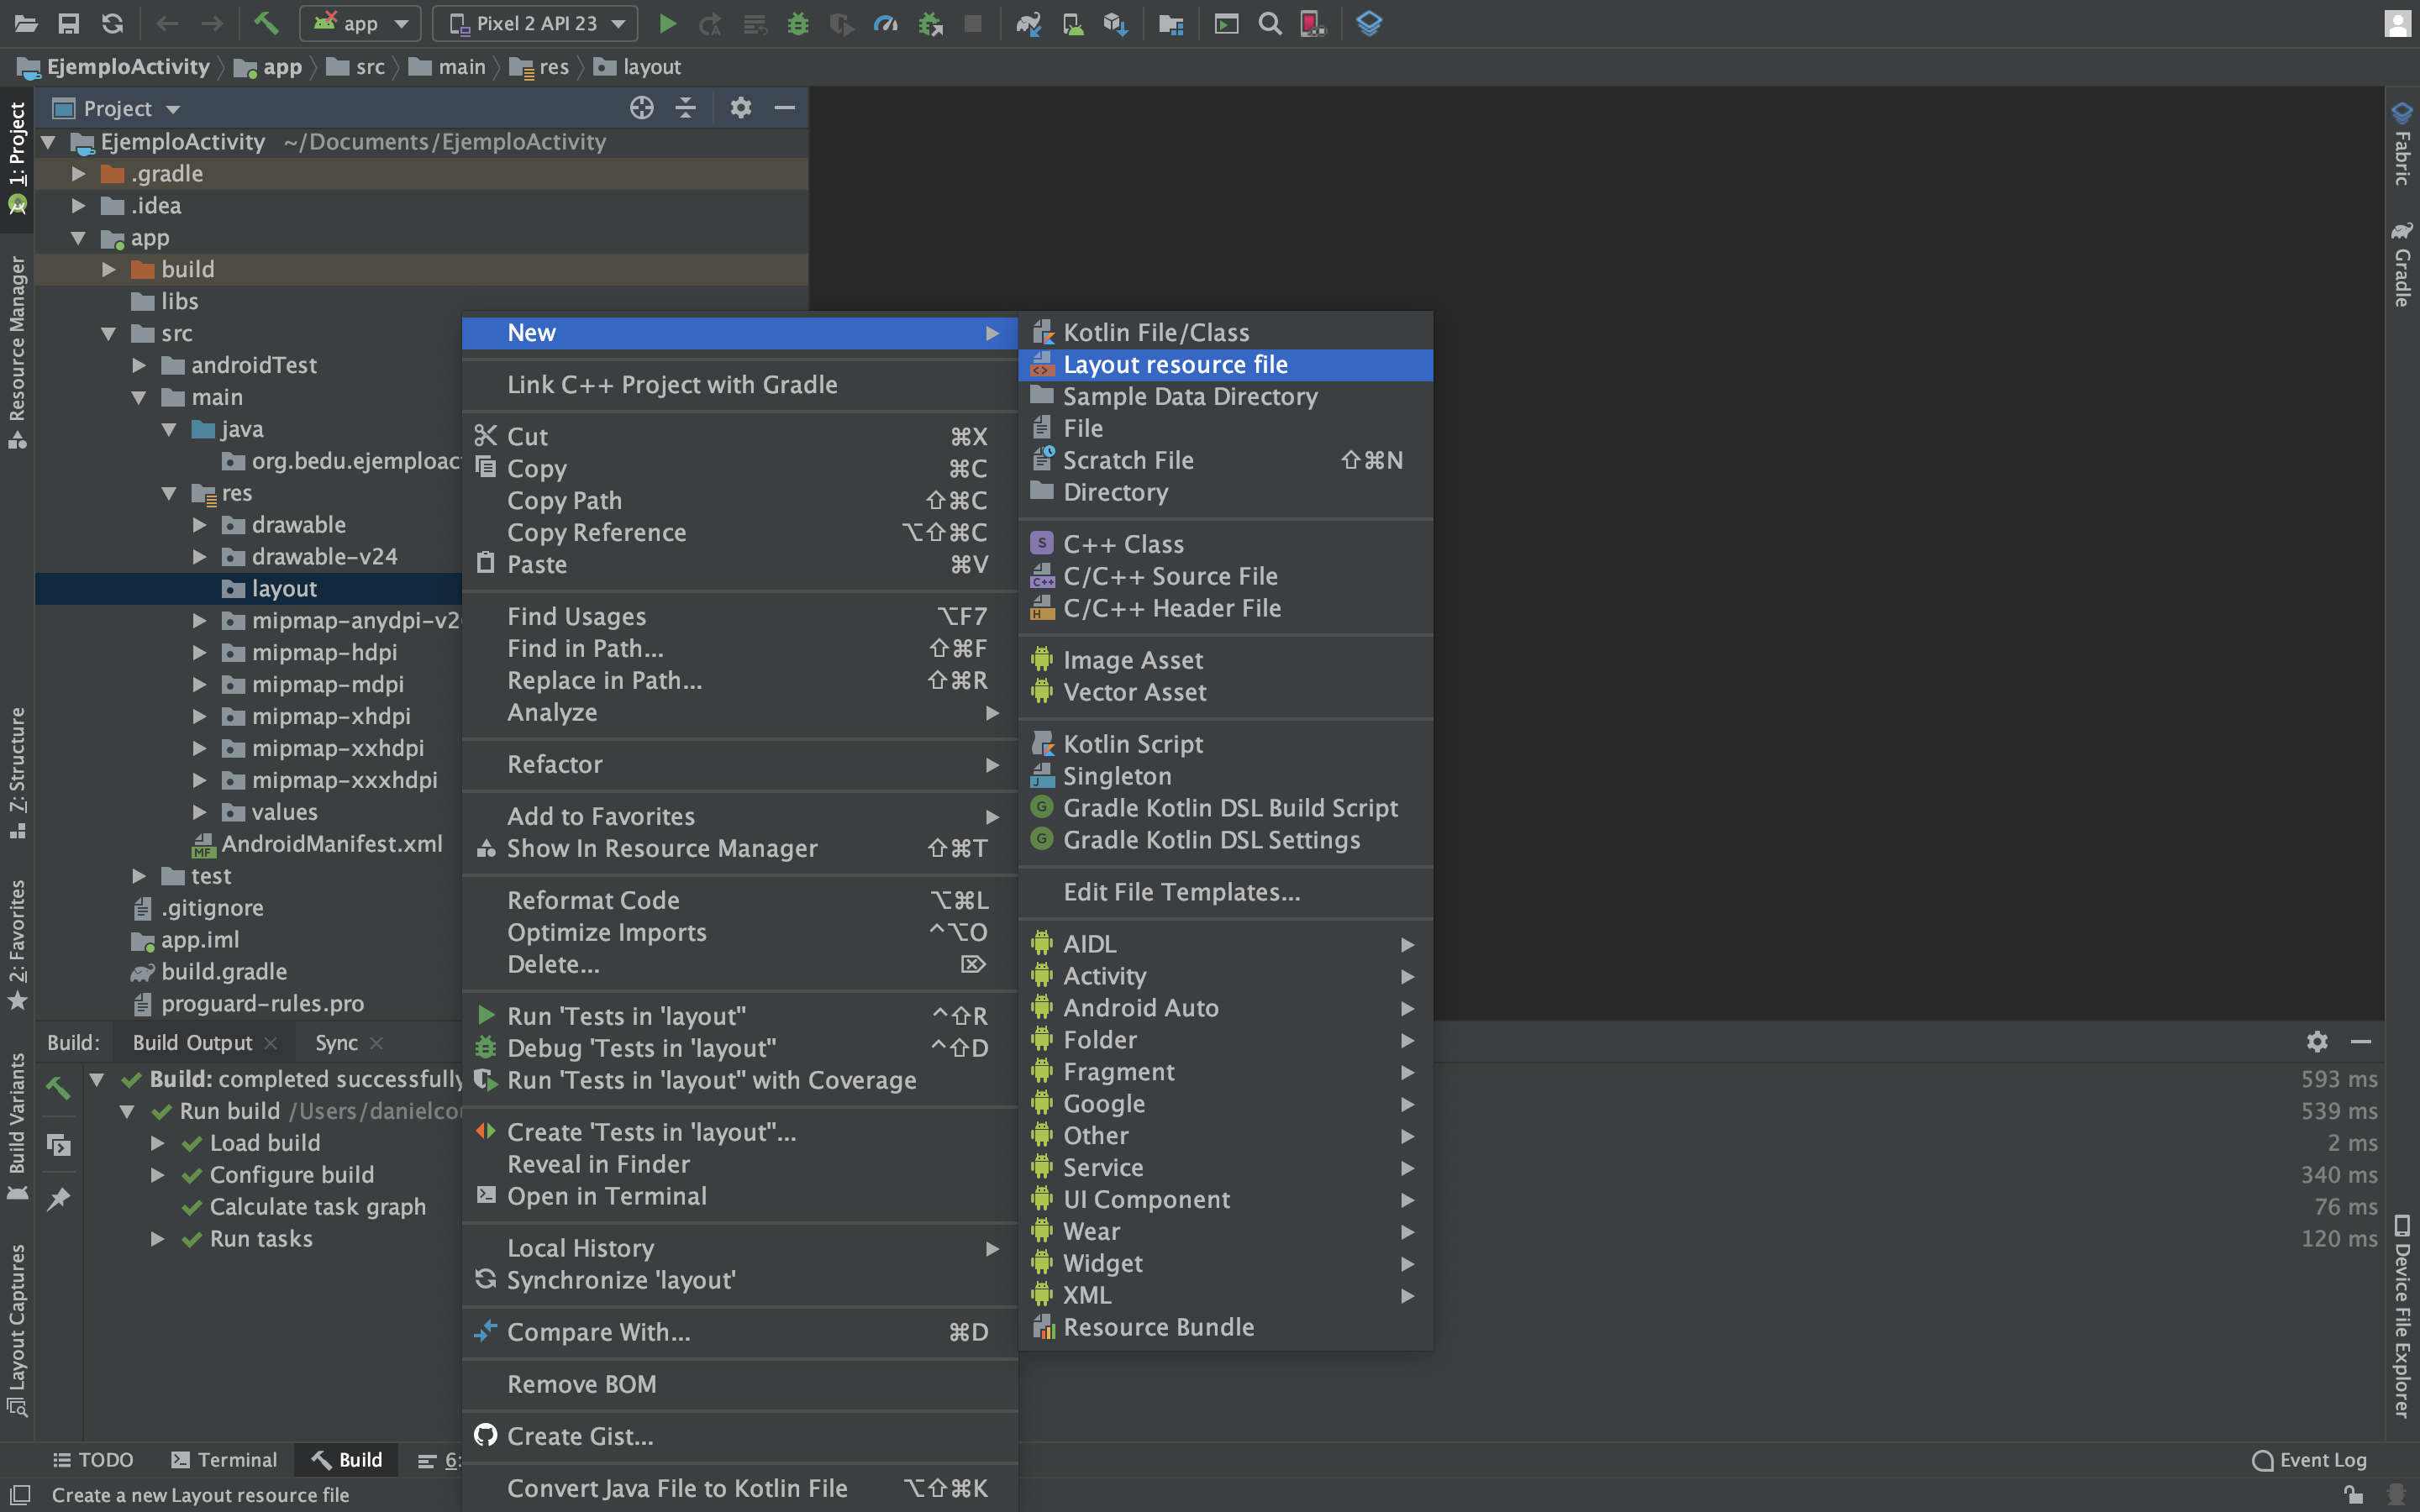 app
Pixel 2 API 23
EjemploActivity
app
src
main
res
layout
1: Project
Resource Manager
7: Structure
2: Favorites
Build Variants
Layout Captures
Project
EjemploActivity ~/Documents/EjemploActivity
.gradle
.idea
app
build
libs
src
androidTest
main
java
org.bedu.ejemploac
res
drawable
drawable-v24
layout
mipmap-anydpi-v2
mipmap-hdpi
mipmap-mdpi
mipmap-xhdpi
mipmap-xxhdpi
mipmap-xxxhdpi
values
AndroidManifest.xml
test
.gitignore
app.iml
build.gradle
proguard-rules.pro
New
Link C++ Project with Gradle
Cut ⌘X
Copy ⌘C
Copy Path ⇧⌘C
Copy Reference ⌥⇧⌘C
Paste ⌘V
Find Usages ⌥F7
Find in Path... ⇧⌘F
Replace in Path... ⇧⌘R
Analyze
Refactor
Add to Favorites
Show In Resource Manager ⇧⌘T
Reformat Code ⌥⌘L
Optimize Imports ^⌥O
Delete... ⌦
Run 'Tests in 'layout'' ^⇧R
Debug 'Tests in 'layout'' ^⇧D
Run 'Tests in 'layout'' with Coverage
Create 'Tests in 'layout''...
Reveal in Finder
Open in Terminal
Local History
Synchronize 'layout'
Compare With... ⌘D
Remove BOM
Create Gist...
Convert Java File to Kotlin File ⌥⇧⌘K
Kotlin File/Class
Layout resource file
Sample Data Directory
File
Scratch File ⇧⌘N
Directory
C++ Class
C/C++ Source File
C/C++ Header File
Image Asset
Vector Asset
Kotlin Script
Singleton
Gradle Kotlin DSL Build Script
Gradle Kotlin DSL Settings
Edit File Templates...
AIDL
Activity
Android Auto
Folder
Fragment
Google
Other
Service
UI Component
Wear
Widget
XML
Resource Bundle
Fabric
Gradle
Device File Explorer
Build:
Build Output
Sync
Build: completed successfully
593 ms
Run build /Users/danielcou
539 ms
Load build
2 ms
Configure build
340 ms
Calculate task graph
76 ms
Run tasks
120 ms
TODO
Terminal
Build
6:
Event Log
Create a new Layout resource file